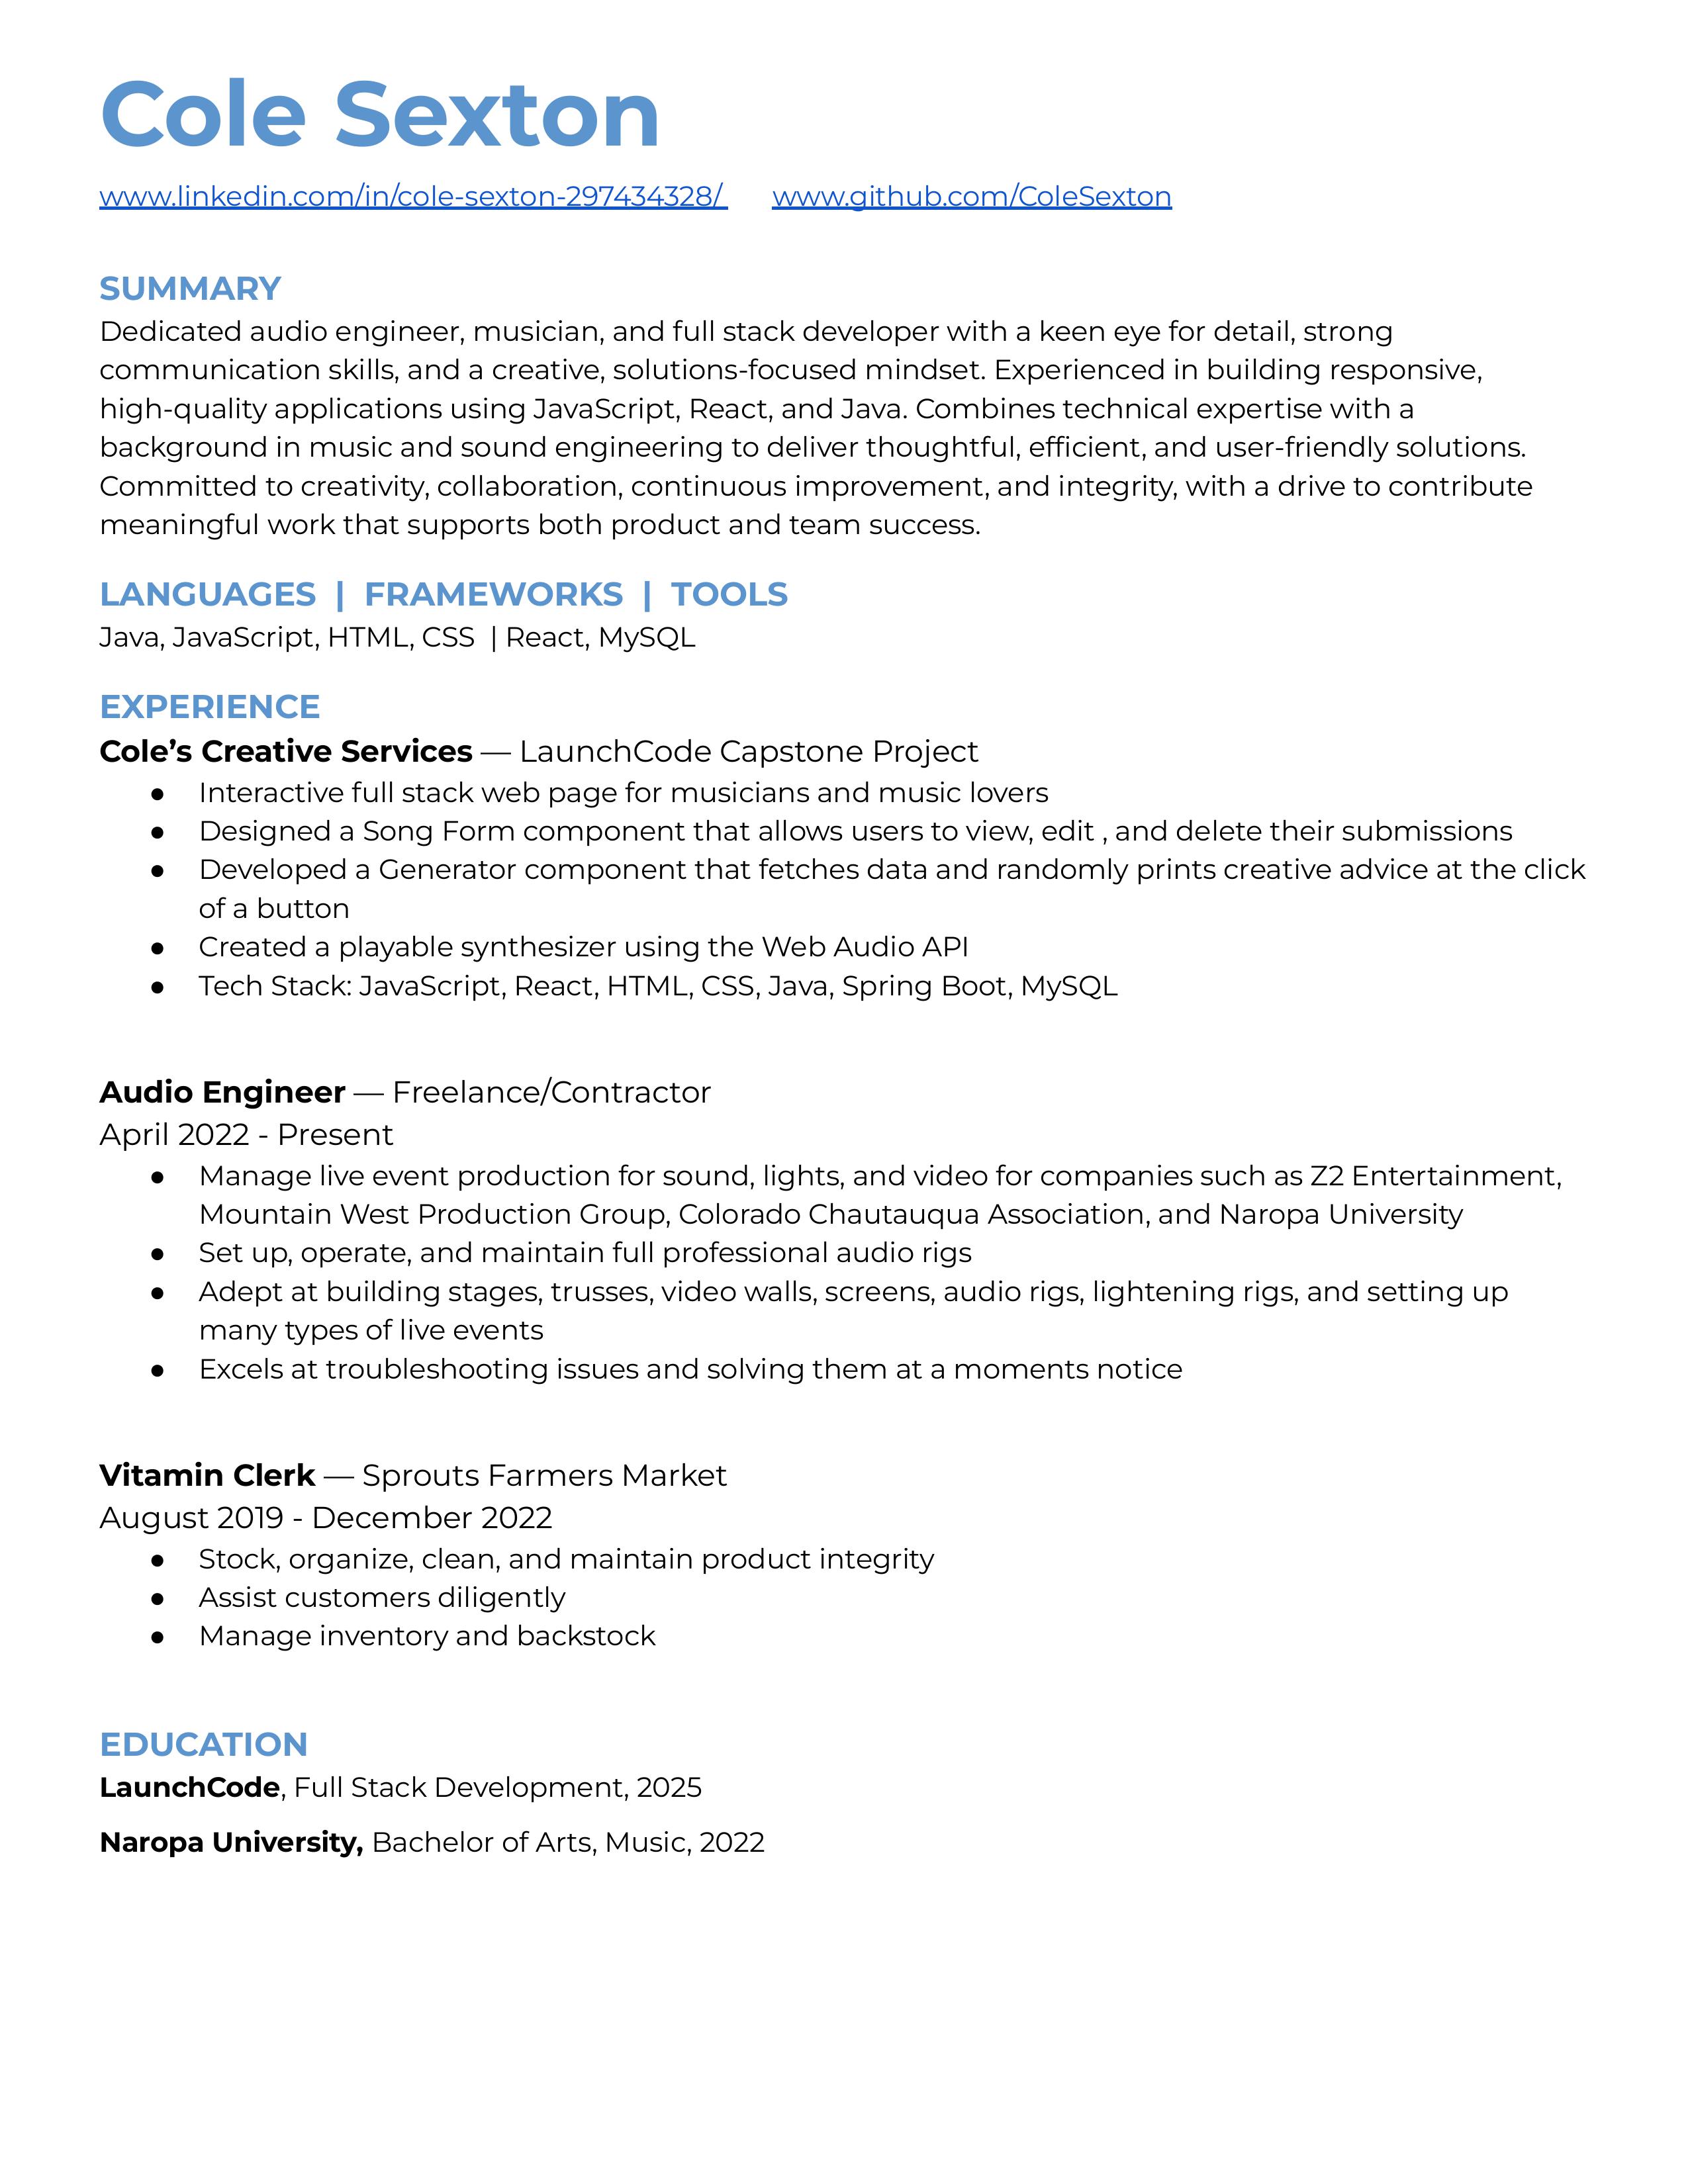 Cole Sexton
www.linkedin.com/in/cole-sexton-297434328/ www.github.com/ColeSexton
SUMMARY
Dedicated audio engineer, musician, and full stack developer with a keen eye for detail, strong
communication skills, and a creative, solutions-focused mindset. Experienced in building responsive,
high-quality applications using JavaScript, React, and Java. Combines technical expertise with a
background in music and sound engineering to deliver thoughtful, efficient, and user-friendly solutions.
Committed to creativity, collaboration, continuous improvement, and integrity, with a drive to contribute
meaningful work that supports both product and team success.
LANGUAGES | FRAMEWORKS | TOOLS
Java, JavaScript, HTML, CSS | React, MySQL
EXPERIENCE
Cole’s Creative Services — LaunchCode Capstone Project
● Interactive full stack web page for musicians and music lovers
● Designed a Song Form component that allows users to view, edit , and delete their submissions
● Developed a Generator component that fetches data and randomly prints creative advice at the click
of a button
● Created a playable synthesizer using the Web Audio API
● Tech Stack: JavaScript, React, HTML, CSS, Java, Spring Boot, MySQL
Audio Engineer — Freelance/Contractor
April 2022 - Present
● Manage live event production for sound, lights, and video for companies such as Z2 Entertainment,
Mountain West Production Group, Colorado Chautauqua Association, and Naropa University
● Set up, operate, and maintain full professional audio rigs
● Adept at building stages, trusses, video walls, screens, audio rigs, lightening rigs, and setting up
many types of live events
● Excels at troubleshooting issues and solving them at a moments notice
Vitamin Clerk — Sprouts Farmers Market
August 2019 - December 2022
● Stock, organize, clean, and maintain product integrity
● Assist customers diligently
● Manage inventory and backstock
EDUCATION
LaunchCode, Full Stack Development, 2025
Naropa University, Bachelor of Arts, Music, 2022